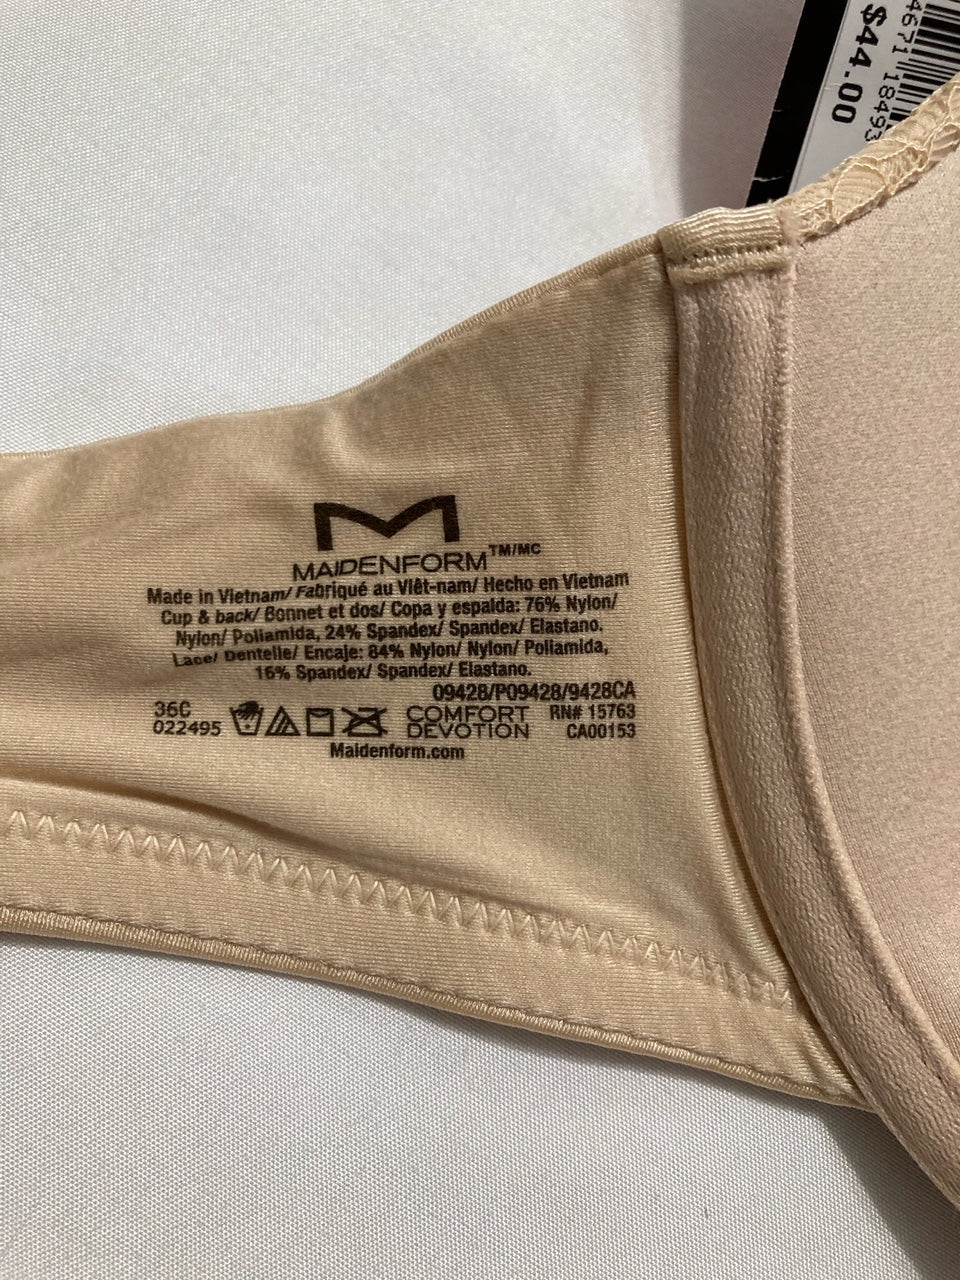 $44.00
4671 18493
MAIDENFORM TM/MC
Made in Vietnam/ Fabriqué au Viêt-nam/ Hecho en Vietnam
Cup & back/ Bonnet et dos/ Copa y espalda: 76% Nylon/
Nylon/ Poliamida, 24% Spandex/ Spandex/ Elastano.
Lace/ Dentelle/ Encaje: 84% Nylon/ Nylon/ Poliamida,
16% Spandex/ Spandex/ Elastano.
09428/P09428/9428CA
36C COMFORT RN# 15763
022495 DEVOTION CA00153
Maidenform.com